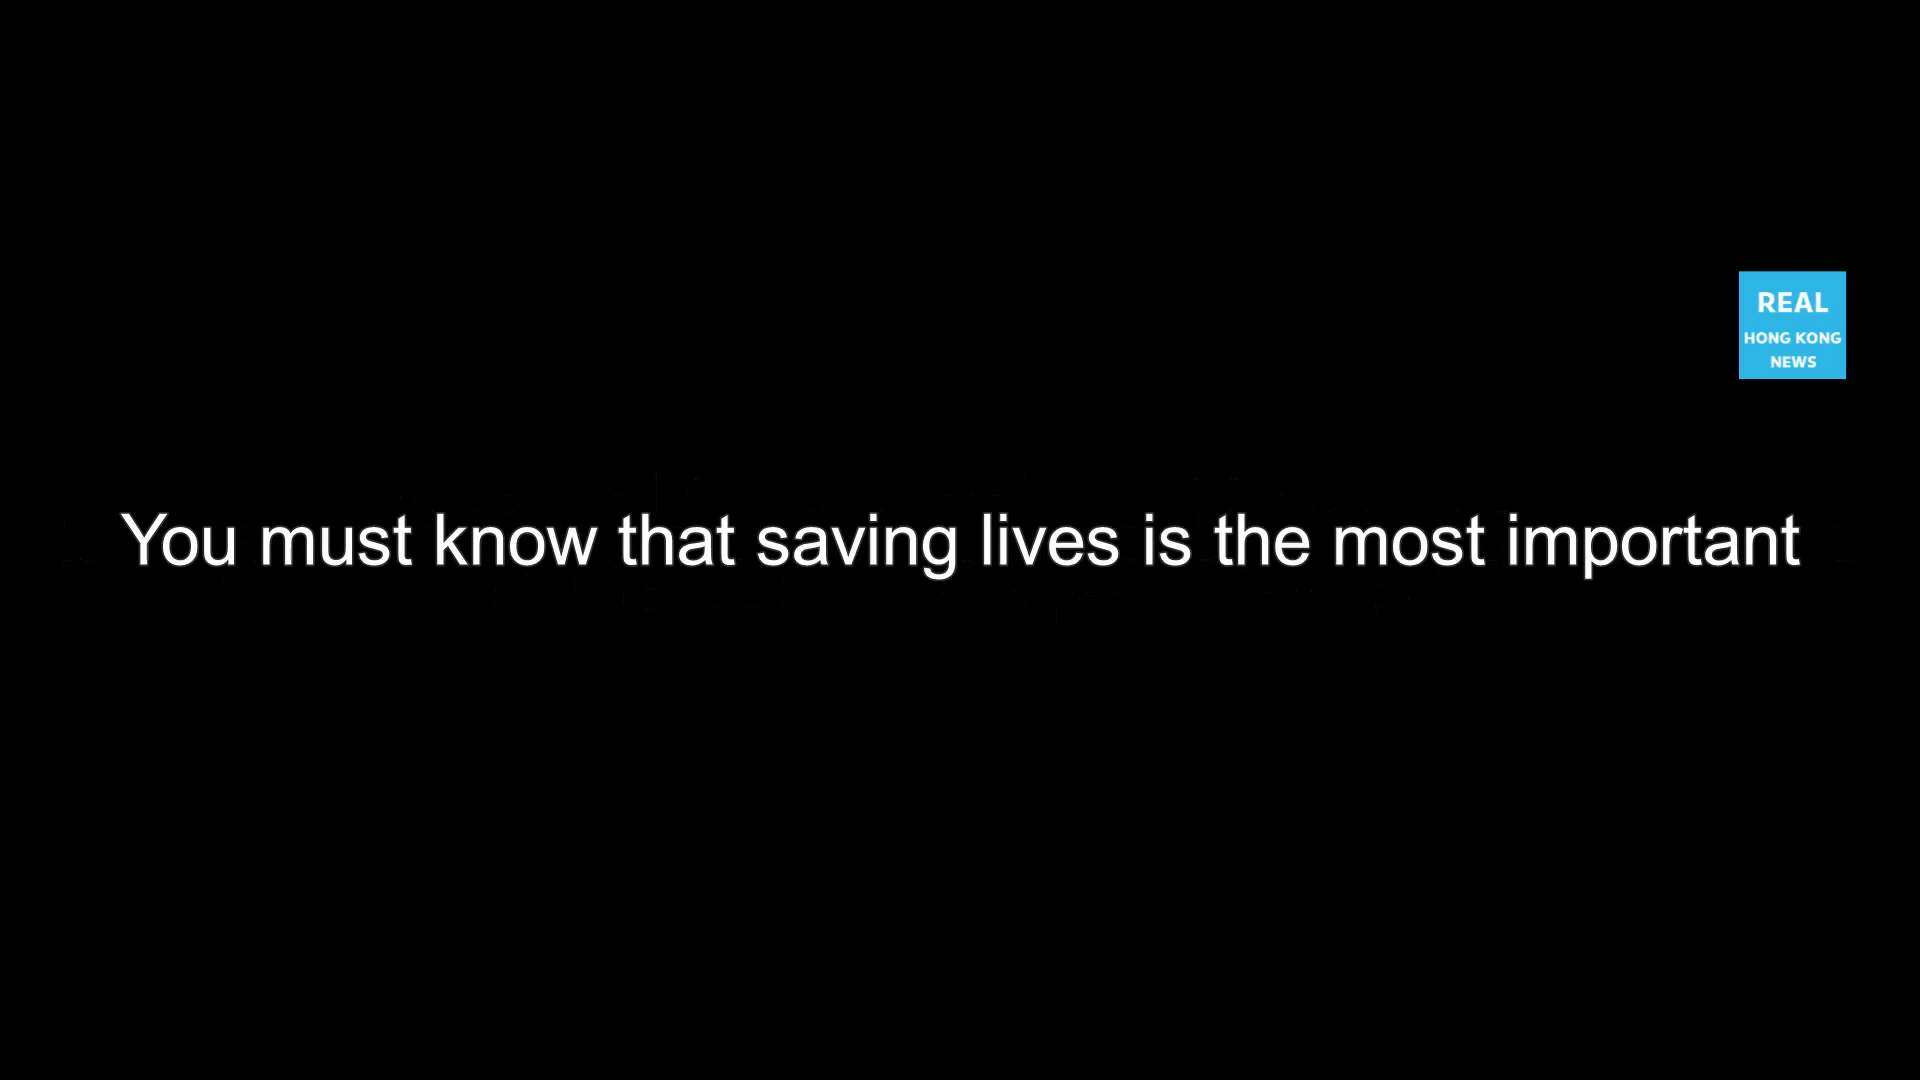 REAL
HONG KONG
NEWS
You must know that saving lives is the most important